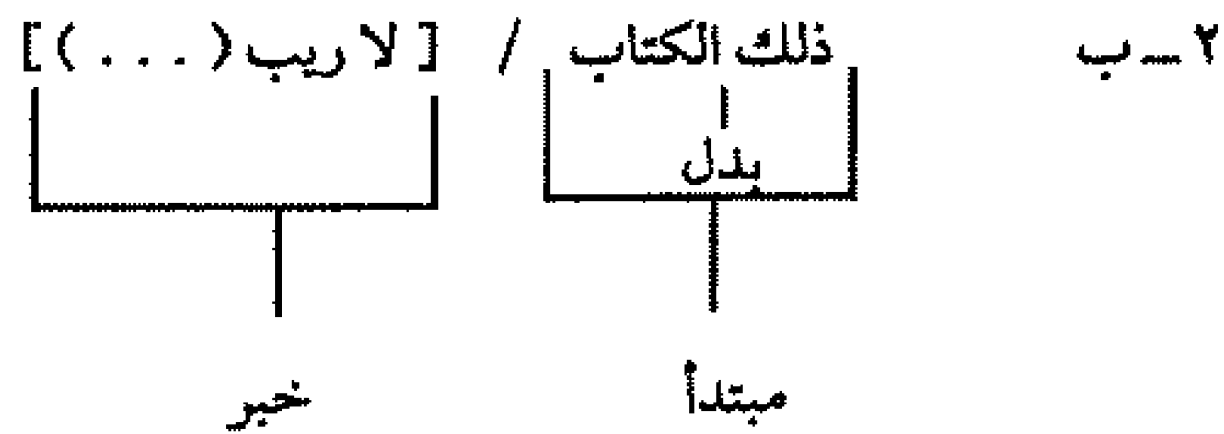 ٢ ـ ب ذلك الكتاب / [ لا ريب ( . . . ) ]
بدل
مبتدأ خبر